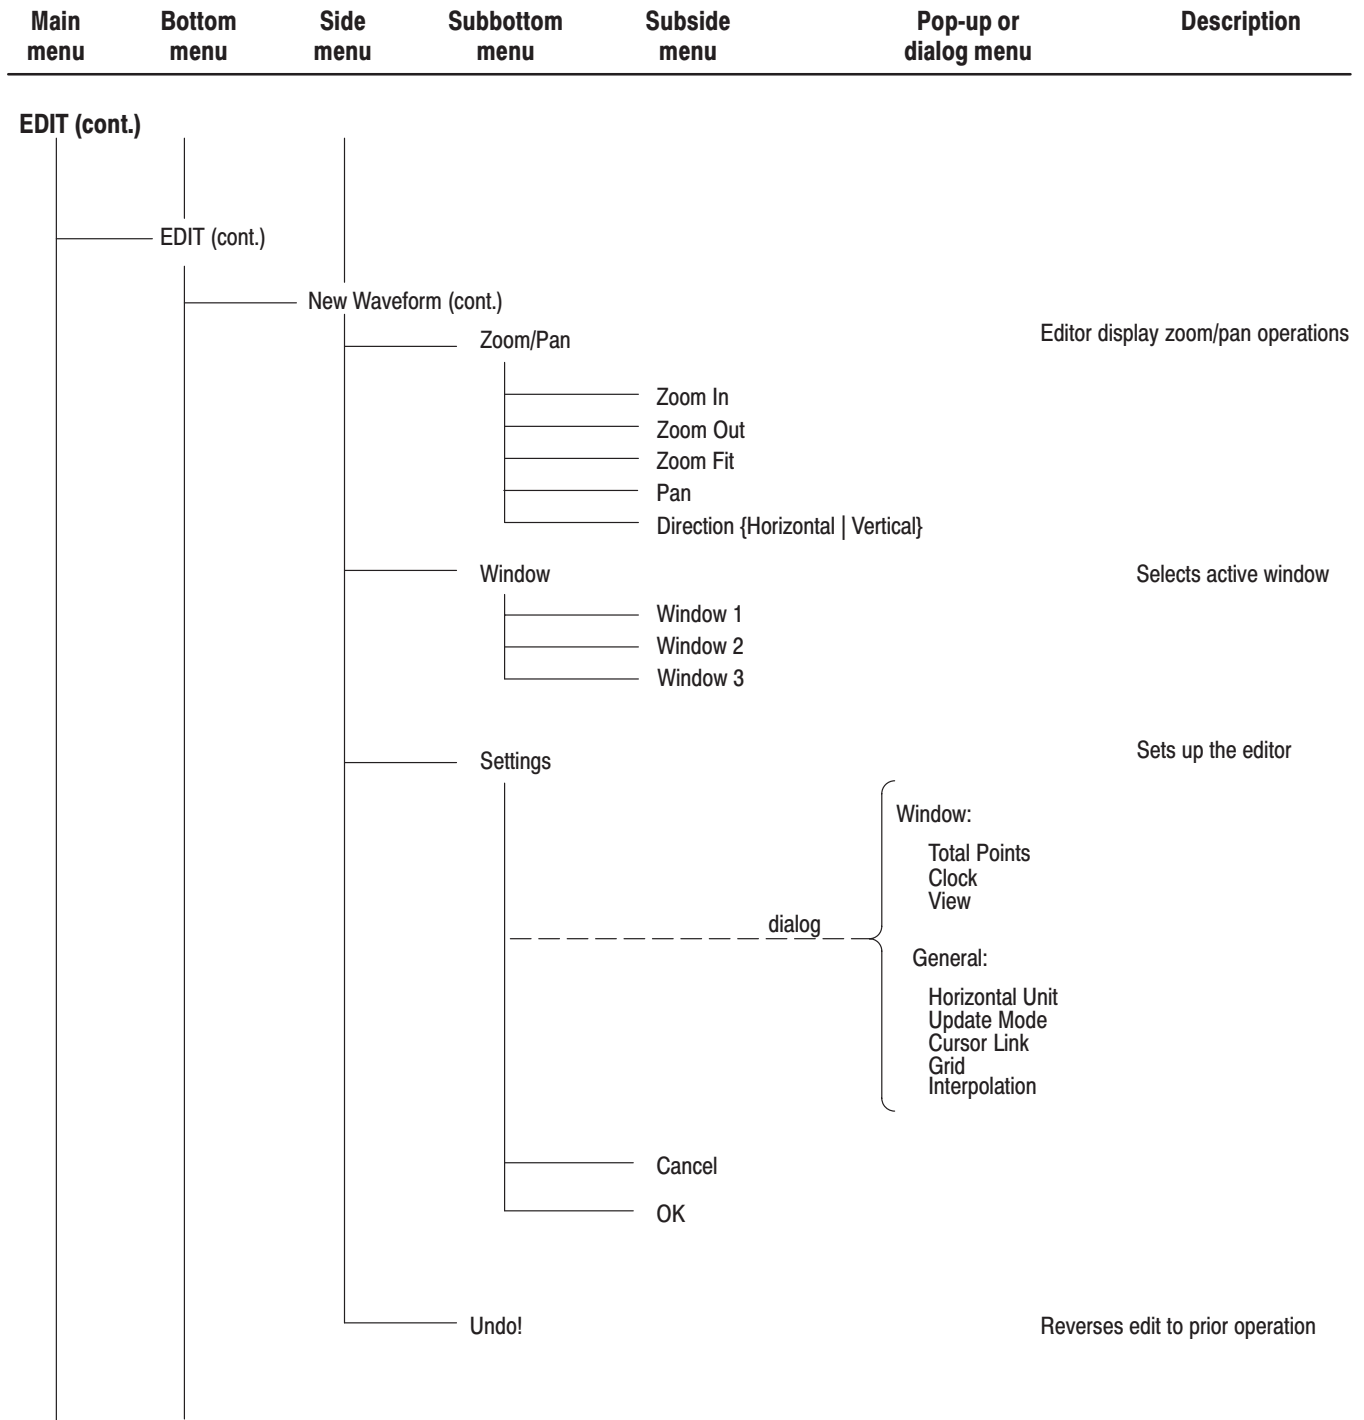 Main Bottom Side Subbottom Subside Pop-up or Description
menu menu menu menu menu dialog menu
EDIT (cont.)
EDIT (cont.)
New Waveform (cont.)
Zoom/Pan Editor display zoom/pan operations
Zoom In
Zoom Out
Zoom Fit
Pan
Direction {Horizontal | Vertical}
Window Selects active window
Window 1
Window 2
Window 3
Settings Sets up the editor
Window:
Total Points
Clock
View
dialog
General:
Horizontal Unit
Update Mode
Cursor Link
Grid
Interpolation
Cancel
OK
Undo! Reverses edit to prior operation